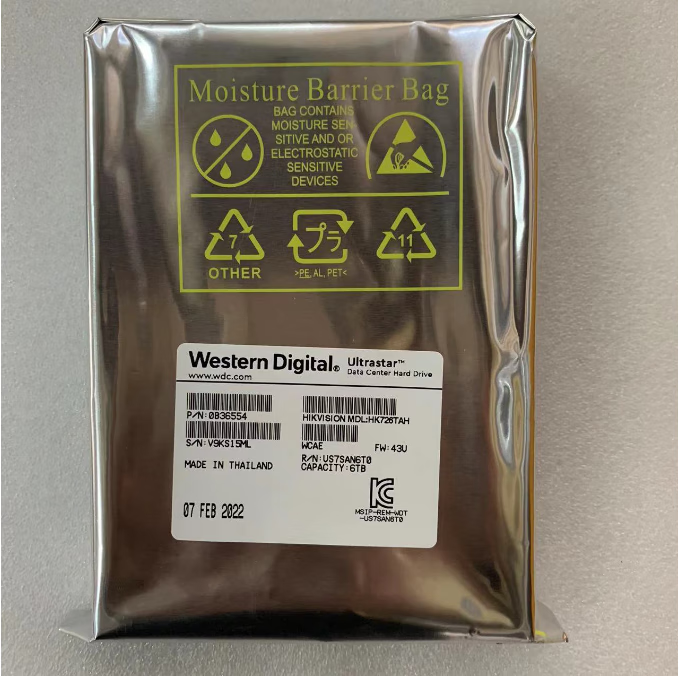 Moisture Barrier Bag
BAG CONTAINS
MOISTURE SEN-
SITIVE AND OR
ELECTROSTATIC
SENSITIVE
DEVICES
7
OTHER
プラ
>PE, AL, PET<
11
Western Digital® Ultrastar™
www.wdc.com Data Center Hard Drive
P/N: 0B36554
HIKVISION MDL:HK726TAH
S/N: V9KS15ML
WCAE FW: 43U
R/N: US7SAN6T0
MADE IN THAILAND
CAPACITY: 6TB
07 FEB 2022
MSIP-REM-WDT
-US7SAN6T0